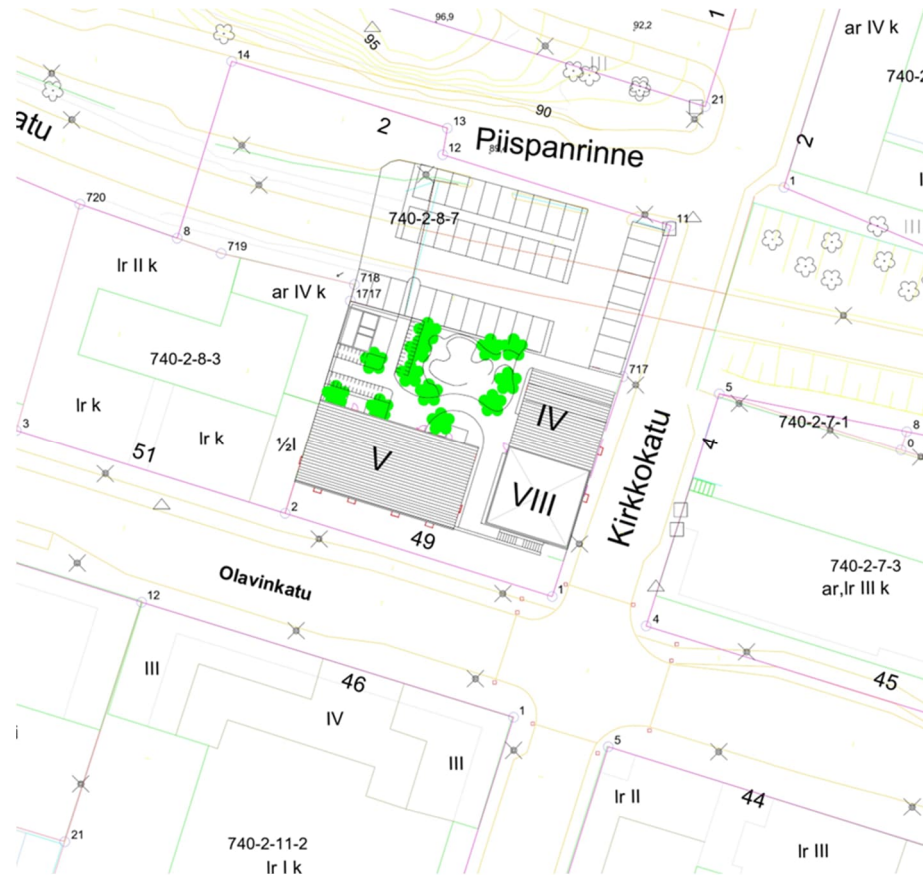 96,9
92,2
1
ar IV k
95
14
740-2
21
90
atu
2
13
Piispanrinne
12
2
1
720
740-2-8-7
11
8
719
lr II k
718
ar IV k
1717
740-2-8-3
717
5
lr k
IV
740-2-7-1
8
3
lr k
½I
4
0
51
V
VIII
Kirkkokatu
2
49
740-2-7-3
ar,lr III k
Olavinkatu
1
12
4
III
46
45
IV
1
i
III
5
lr II
44
21
740-2-11-2
lr III
lr I k